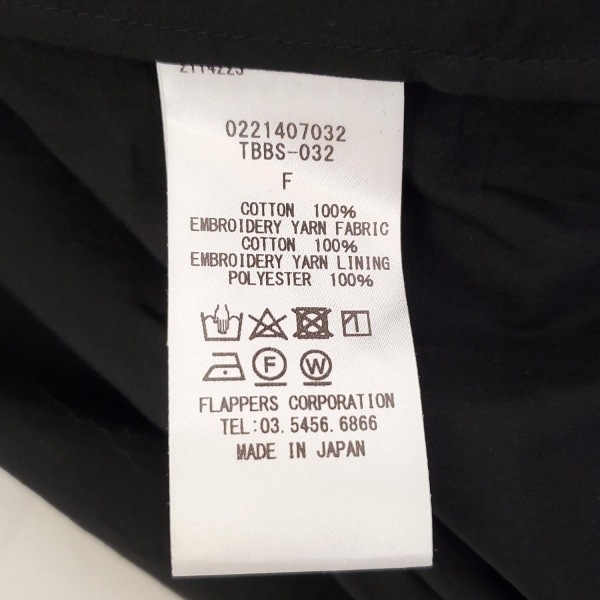 0221407032
TBBS-032
F
COTTON 100%
EMBROIDERY YARN FABRIC
COTTON 100%
EMBROIDERY YARN LINING
POLYESTER 100%
F W
FLAPPERS CORPORATION
TEL:03.5456.6866
MADE IN JAPAN